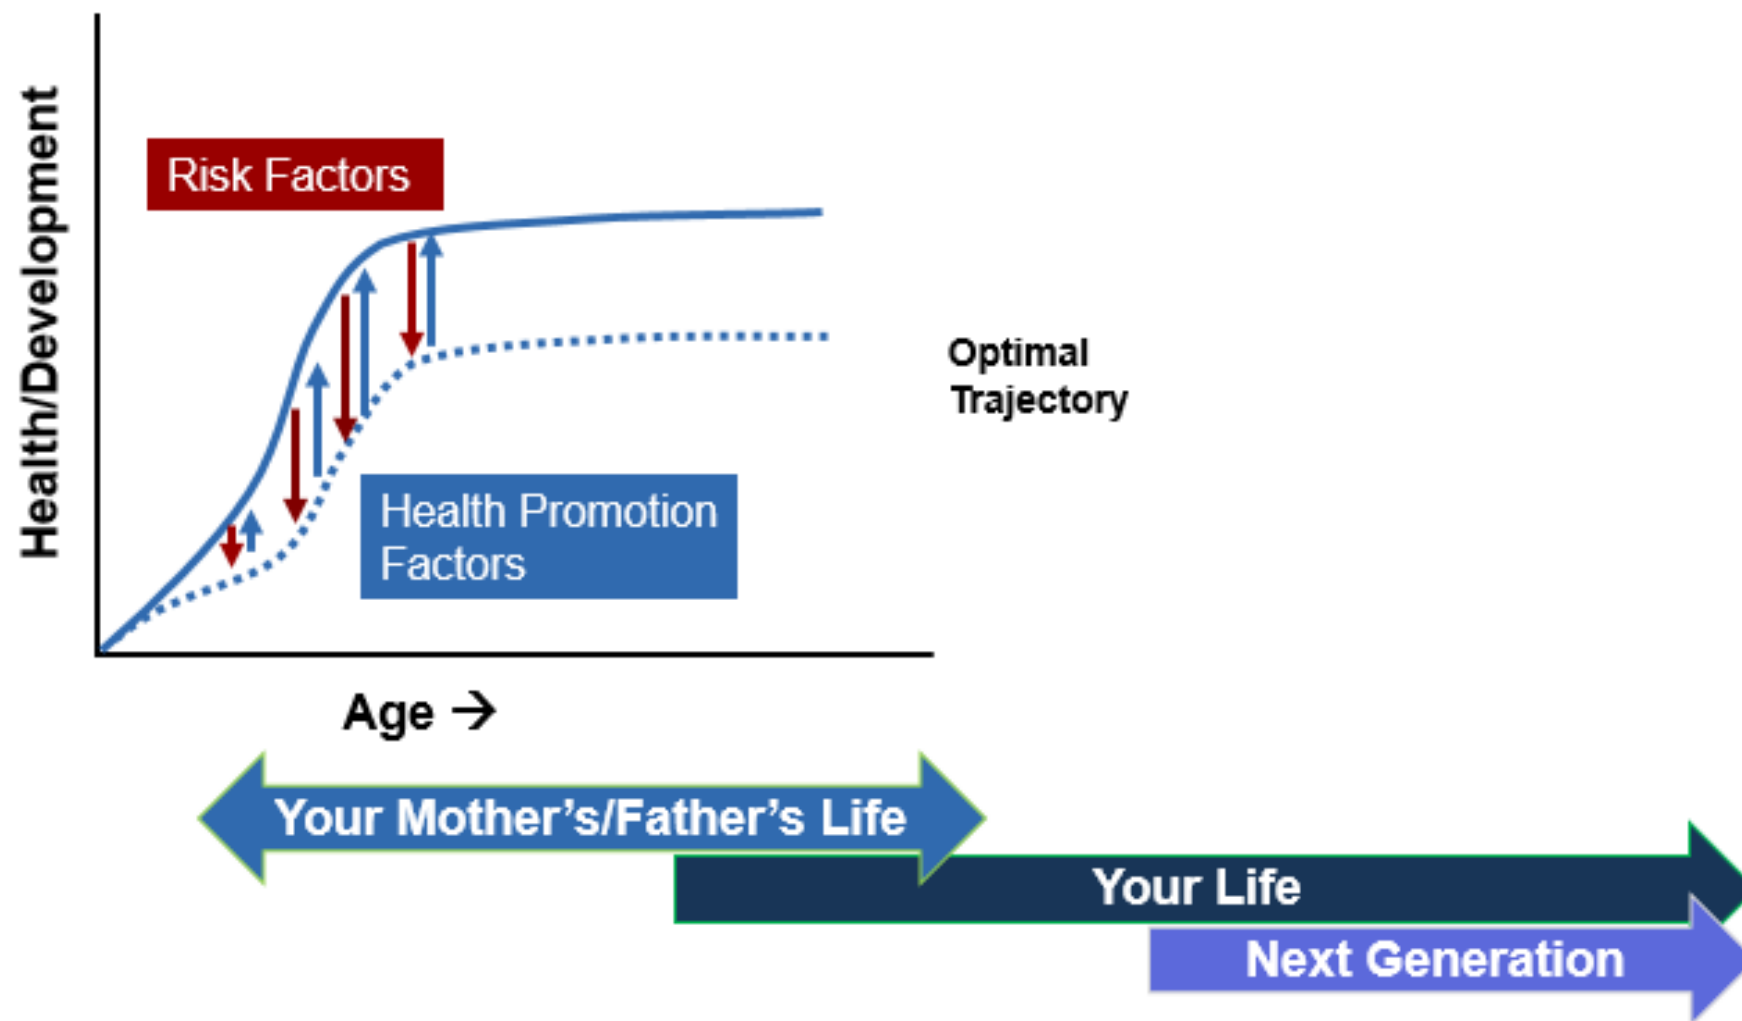 Health/Development
Risk Factors
Optimal
Trajectory
Health Promotion
Factors
Age →
Your Mother's/Father's Life
Your Life
Next Generation